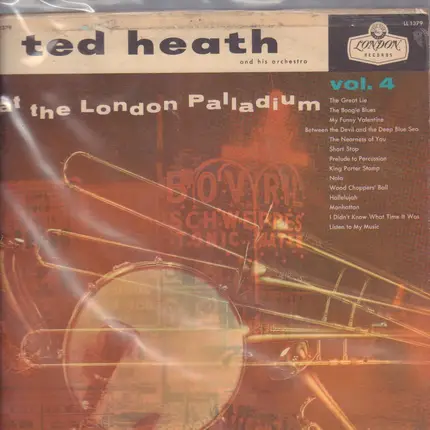 LL 1379
ted heath
and his orchestra
LONDON
RECORDS
vol. 4
at the London Palladium
The Great Lie
The Boogie Blues
My Funny Valentine
Between the Devil and the Deep Blue Sea
The Nearness of You
Short Stop
Prelude to Percussion
King Porter Stomp
Nola
Wood Choppers' Ball
Hallelujah
Manhattan
I Didn't Know What Time It Was
Listen to My Music
BOVRIL
SCHWEPPES
TONIC WATER